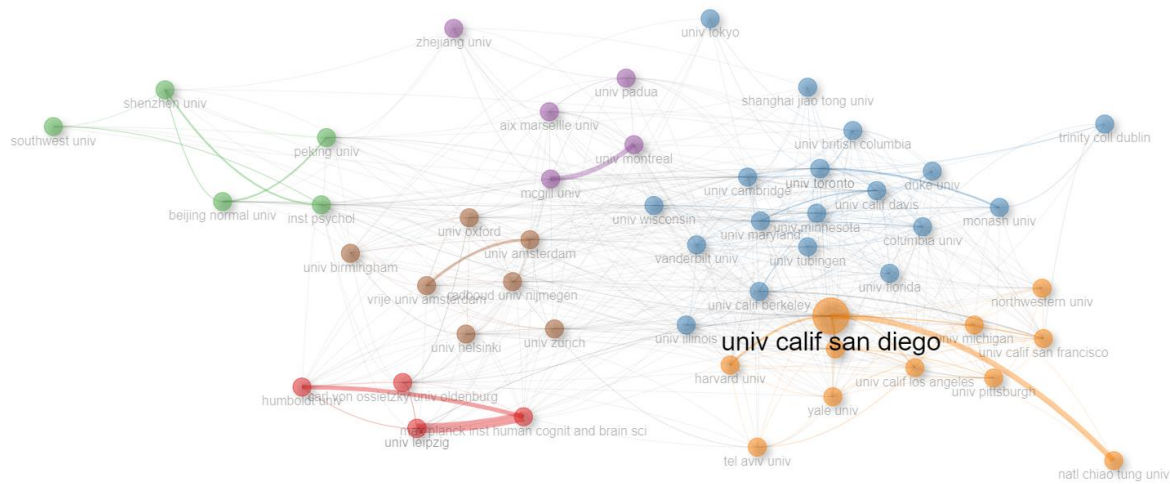 univ tokyo
zhejiang univ
univ padua
shanghai jiao tong univ
shenzhen univ
aix marseille univ
southwest univ
peking univ
univ british columbia
trinity coll dublin
univ montreal
mcgill univ
univ cambridge
univ toronto
duke univ
univ calif davis
beijing normal univ
inst psychol
univ wisconsin
univ maryland
univ minnesota
monash univ
univ oxford
columbia univ
univ amsterdam
vanderbilt univ
univ tubingen
univ birmingham
univ florida
vrije univ amsterdam
radboud univ nijmegen
univ calif berkeley
northwestern univ
univ helsinki
univ zurich
univ illinois
univ calif san diego
univ michigan
univ calif san francisco
harvard univ
univ calif los angeles
univ pittsburgh
humboldt univ
carl von ossietzky univ oldenburg
yale univ
max planck inst human cognit and brain sci
univ leipzig
tel aviv univ
natl chiao tung univ